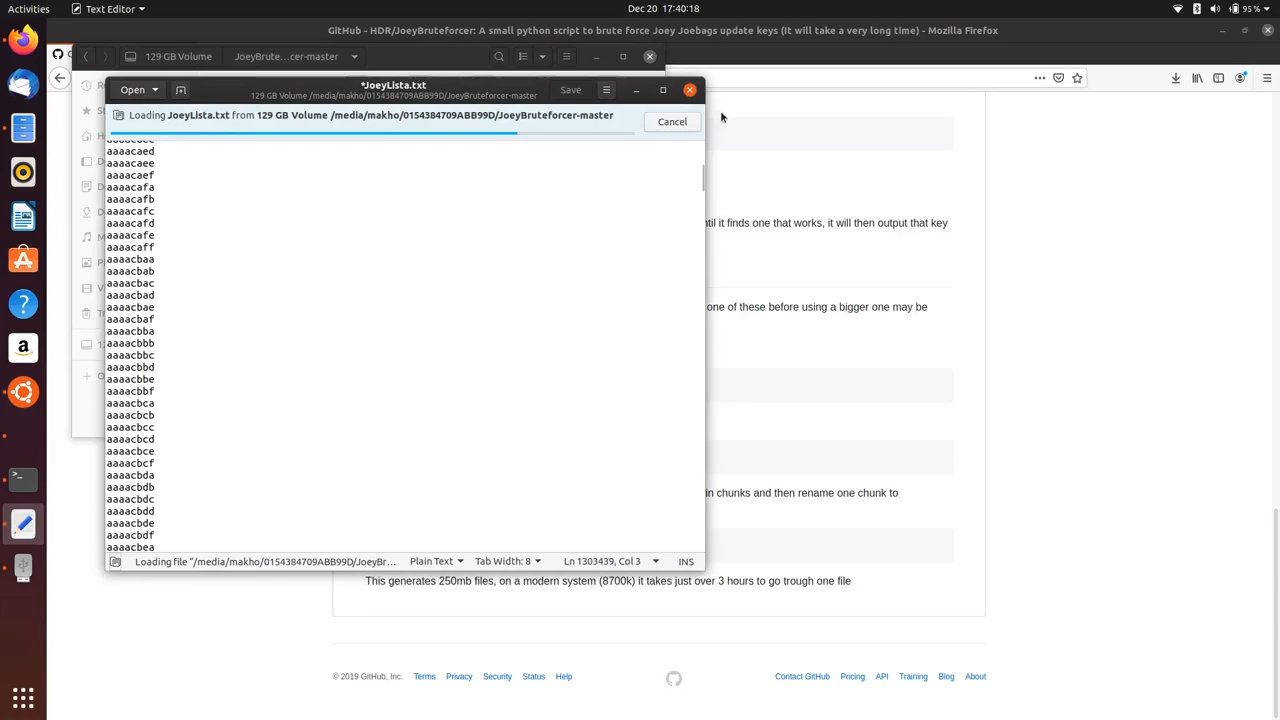 Activities
Text Editor
Dec 20 17:40:18
95 %
GitHub - HDR/JoeyBruteforcer: A small python script to brute force Joey Joebags update keys (It will take a very long time) - Mozilla Firefox
129 GB Volume
JoeyBrute…cer-master
Open
*JoeyLista.txt
129 GB Volume /media/makho/0154384709ABB99D/JoeyBruteforcer-master
Save
Loading JoeyLista.txt from 129 GB Volume /media/makho/0154384709ABB99D/JoeyBruteforcer-master
Cancel
aaaacaed
aaaacaee
aaaacaef
aaaacafa
aaaacafb
aaaacafc
aaaacafd
aaaacafe
aaaacaff
aaaacbaa
aaaacbab
aaaacbac
aaaacbad
aaaacbae
aaaacbaf
aaaacbba
aaaacbbb
aaaacbbc
aaaacbbd
aaaacbbe
aaaacbbf
aaaacbca
aaaacbcb
aaaacbcc
aaaacbcd
aaaacbce
aaaacbcf
aaaacbda
aaaacbdb
aaaacbdc
aaaacbdd
aaaacbde
aaaacbdf
aaaacbea
til it finds one that works, it will then output that key
one of these before using a bigger one may be
in chunks and then rename one chunk to
Loading file "/media/makho/0154384709ABB99D/JoeyBr…
Plain Text
Tab Width: 8
Ln 1303439, Col 3
INS
This generates 250mb files, on a modern system (8700k) it takes just over 3 hours to go trough one file
© 2019 GitHub, Inc.
Terms
Privacy
Security
Status
Help
Contact GitHub
Pricing
API
Training
Blog
About